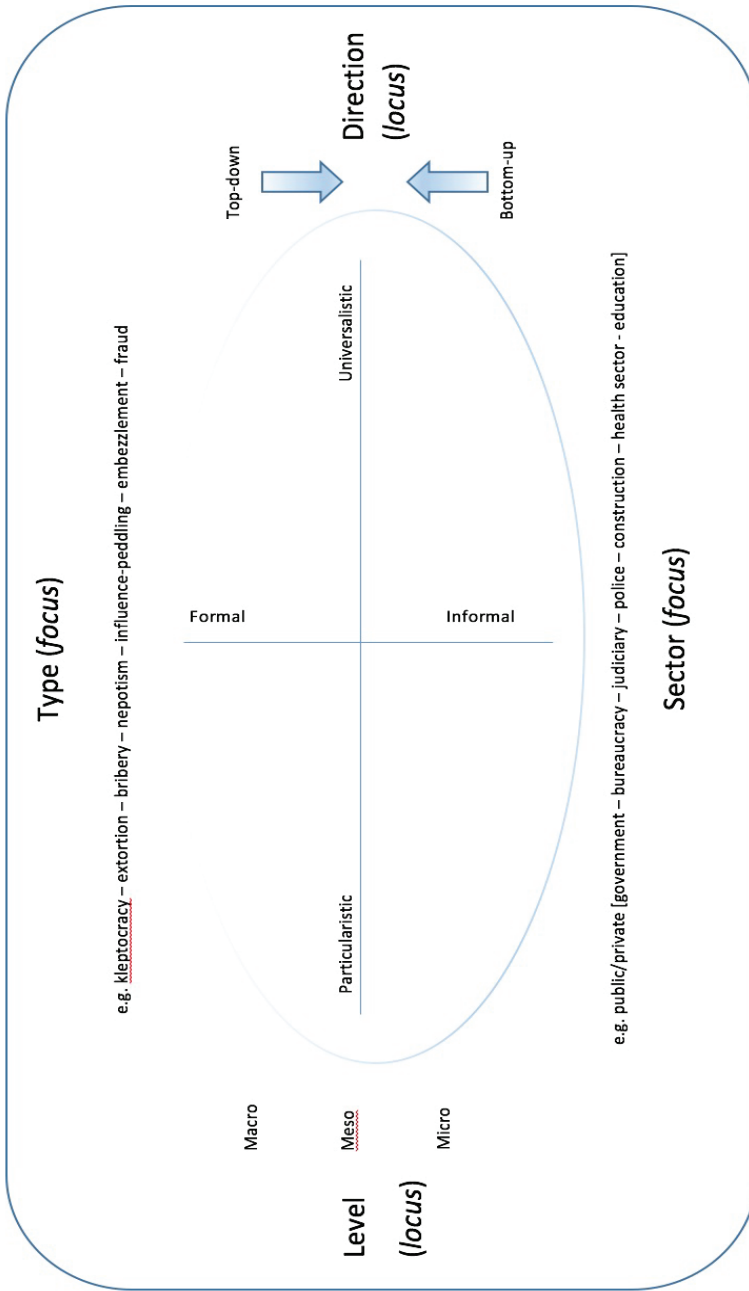 Type (focus)
e.g. kleptocracy – extortion – bribery – nepotism – influence-peddling – embezzlement – fraud
Level
(locus)
Macro
Meso
Micro
Formal
Particularistic
Universalistic
Informal
Top-down
Bottom-up
Direction
(locus)
e.g. public/private [government – bureaucracy – judiciary – police – construction – health sector - education]
Sector (focus)